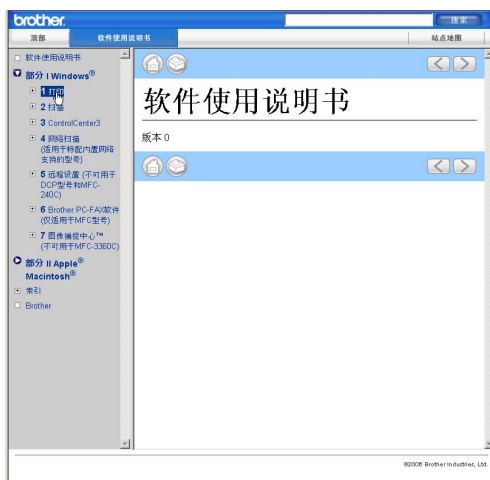 brother.
搜索
顶部
软件使用说明书
站点地图
软件使用说明书
部分 I Windows®
1 打印
2 扫描
3 ControlCenter3
4 网络扫描
(适用于标配内置网络
支持的型号)
5 远程设置 (不可用于
DCP型号和MFC-
240C)
6 Brother PC-FAX软件
(仅适用于MFC型号)
7 图像捕捉中心™
(不可用于MFC-3360C)
部分 II Apple
Macintosh®
索引
Brother
软件使用说明书
版本 0
©2006 Brother Industries, Ltd.